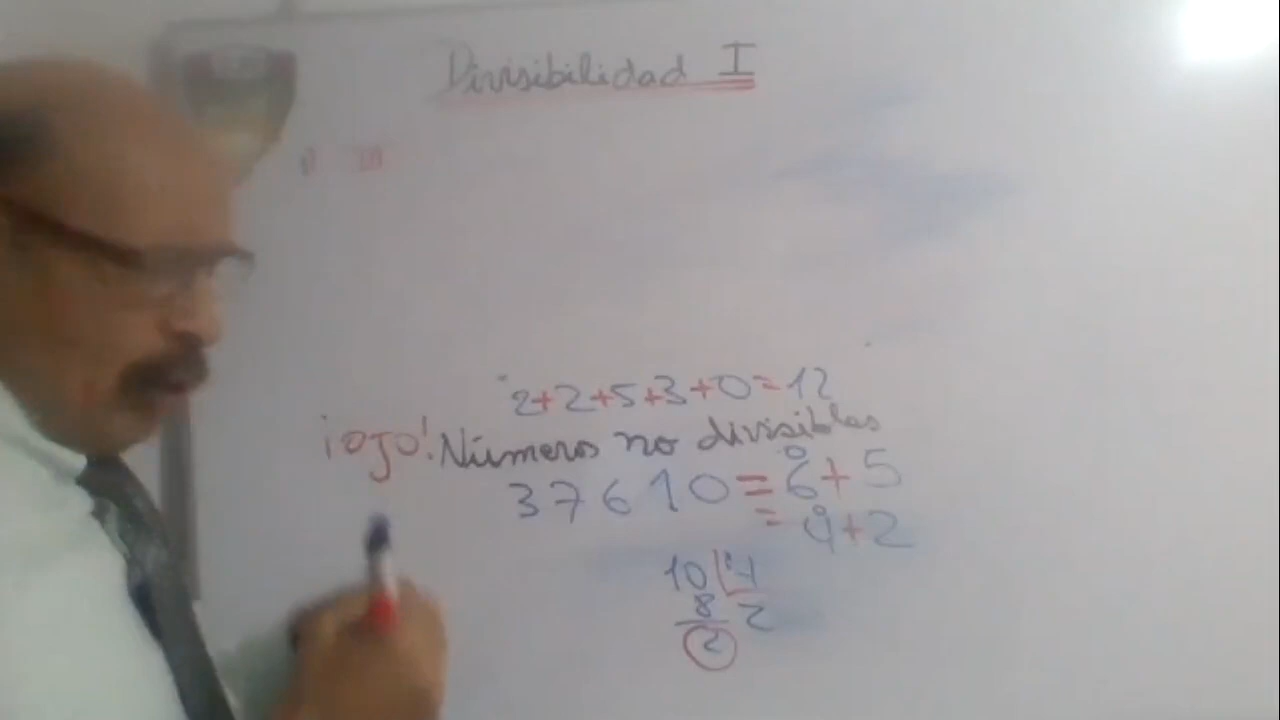 Divisibilidad I
2+2+5+3+0=12
¡OJO! Números no divisibles
37610 = 6̊ + 5
= 4̊ + 2
10 4
8 2
2